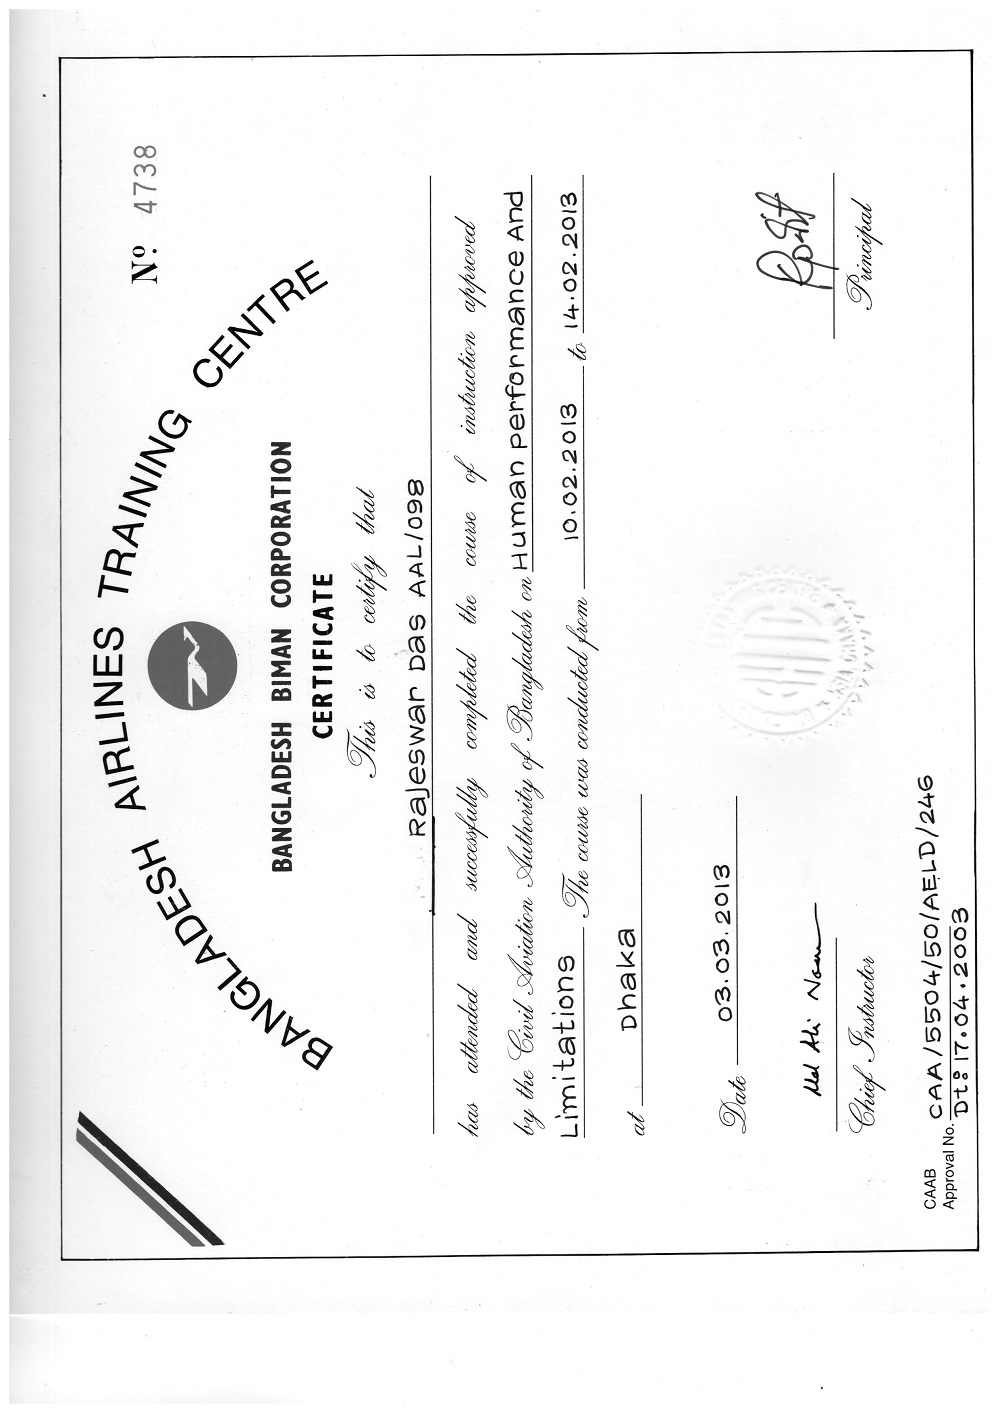 Nº. 4738
BANGLADESH AIRLINES TRAINING CENTRE
BANGLADESH BIMAN CORPORATION
CERTIFICATE
This is to certify that
Rajeswar Das AAL/098
has attended and successfully completed the course of instruction approved
by the Civil Aviation Authority of Bangladesh on Human performance And
Limitations The course was conducted from 10.02.2013 to 14.02.2013
at Dhaka
Date 03.03.2013
Md Ali
Chief Instructor
Principal
CAAB
Approval No. CAA/5504/50/AELD/246
Dt: 17.04.2003